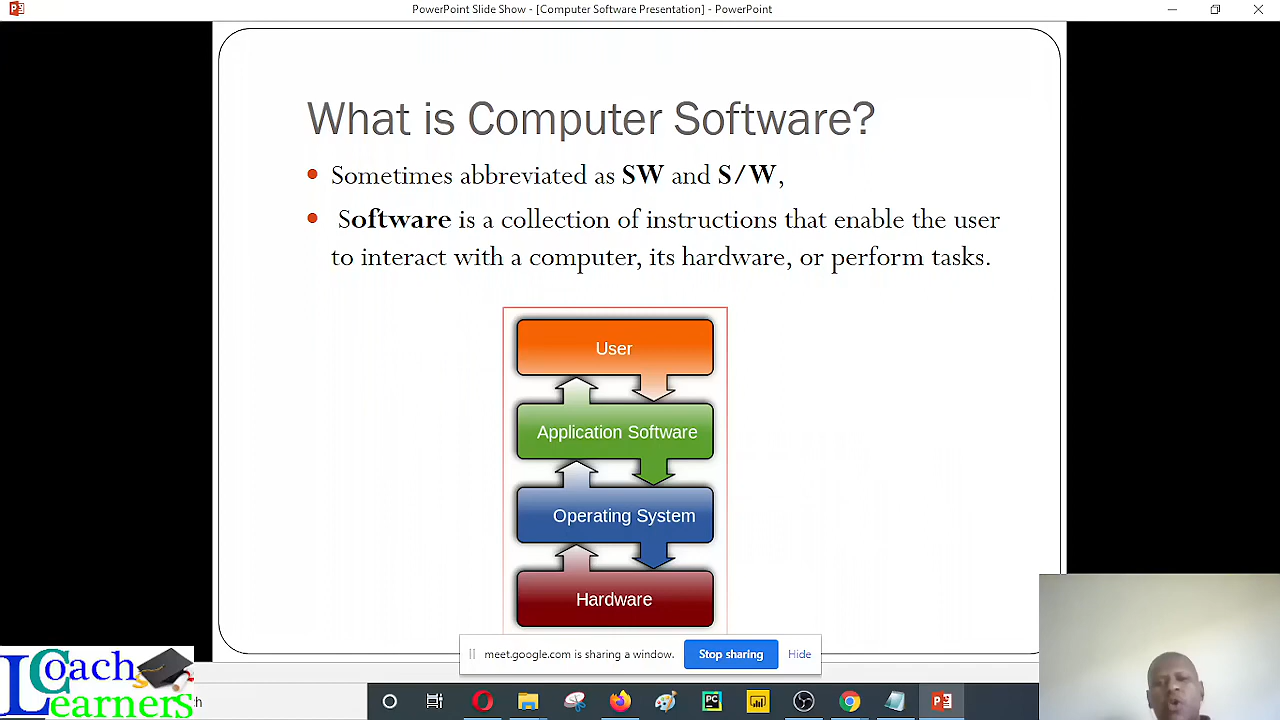 PowerPoint Slide Show - [Computer Software Presentation] - PowerPoint
What is Computer Software?
Sometimes abbreviated as SW and S/W,
Software is a collection of instructions that enable the user
to interact with a computer, its hardware, or perform tasks.
User
Application Software
Operating System
Hardware
meet.google.com is sharing a window.
Stop sharing
Hide
Coach
Learners
ch
PC